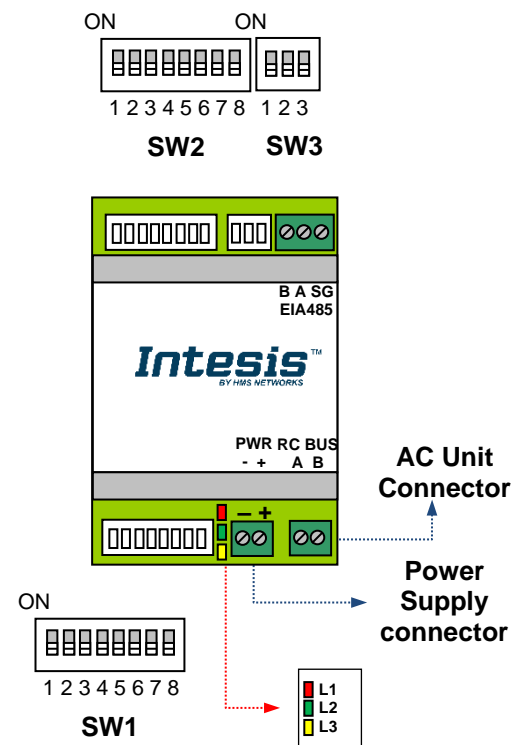 ON
1 2 3 4 5 6 7 8 1 2 3
SW2 SW3
B A SG
EIA485
Intesis™
BY HMS NETWORKS
PWR RC BUS
- + A B
AC Unit
Connector
– +
Power
Supply
connector
ON
1 2 3 4 5 6 7 8
SW1
L1
L2
L3
ON